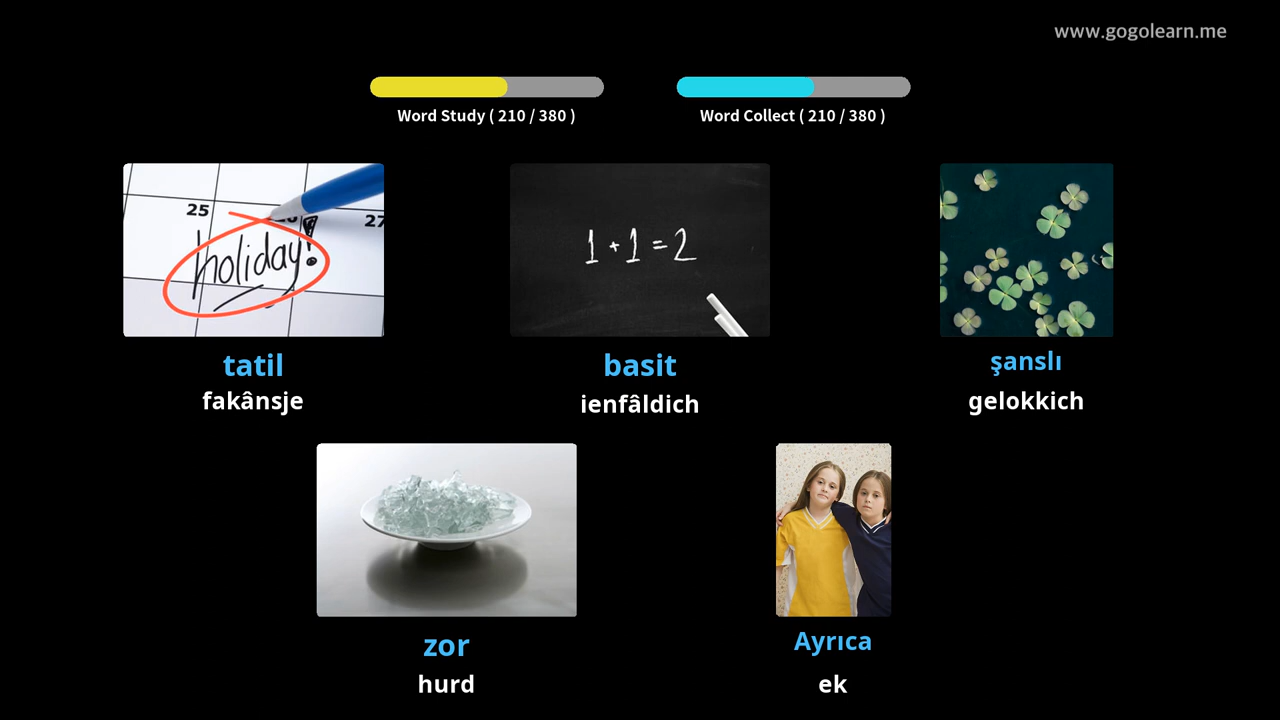 www.gogolearn.me
Word Study ( 210 / 380 )
Word Collect ( 210 / 380 )
25
27
holiday!
1 + 1 = 2
tatil
basit
şanslı
fakânsje
ienfâldich
gelokkich
zor
Ayrıca
hurd
ek